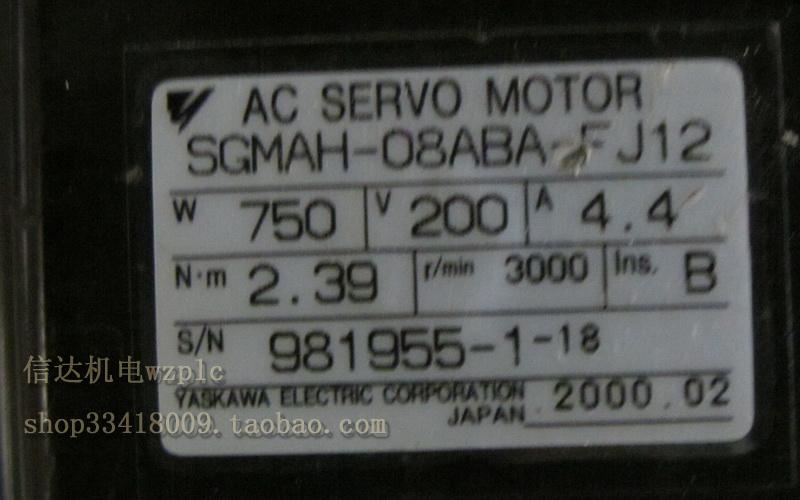 AC SERVO MOTOR
SGMAH-08ABA-FJ12
W 750 V 200 A 4.4
N·m 2.39 r/min 3000 Ins. B
S/N 981955-1-18
信达机电wzplc
YASKAWA ELECTRIC CORPORATION 2000.02
JAPAN
shop33418009.taobao.com